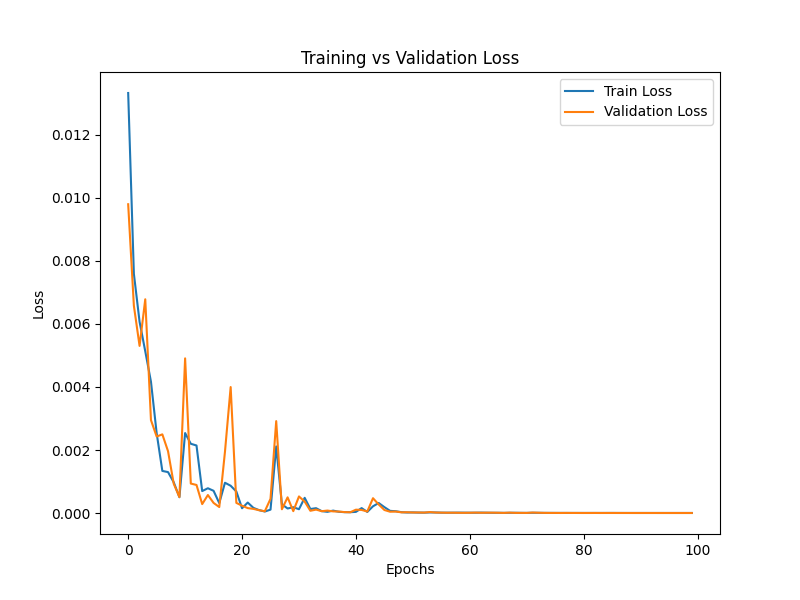 Training vs Validation Loss
Train Loss
Validation Loss
0.012
0.010
0.008
0.006
0.004
0.002
0.000
Loss
0 20 40 60 80 100
Epochs